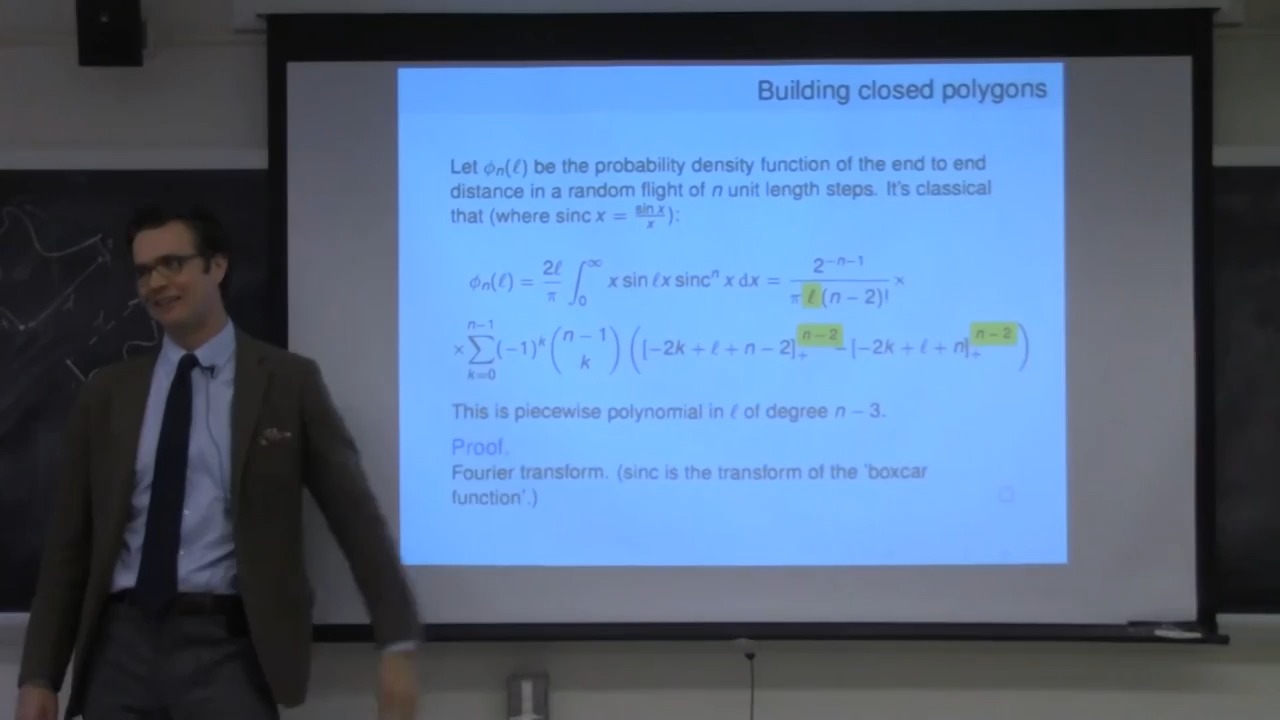 Building closed polygons
Let ϕₙ(ℓ) be the probability density function of the end to end
distance in a random flight of n unit length steps. It's classical
that (where sinc x = sin x / x):
ϕₙ(ℓ) = 2ℓ/π ∫₀^∞ x sin ℓx sincⁿ x dx = 2^(−n−1) / (π ℓ (n − 2)!) ×
× ∑_{k=0}^{n−1} (−1)^k (n − 1 choose k) ([−2k + ℓ + n − 2]₊^{n−2} − [−2k + ℓ + n]₊^{n−2})
This is piecewise polynomial in ℓ of degree n − 3.
Proof.
Fourier transform. (sinc is the transform of the 'boxcar
function'.)